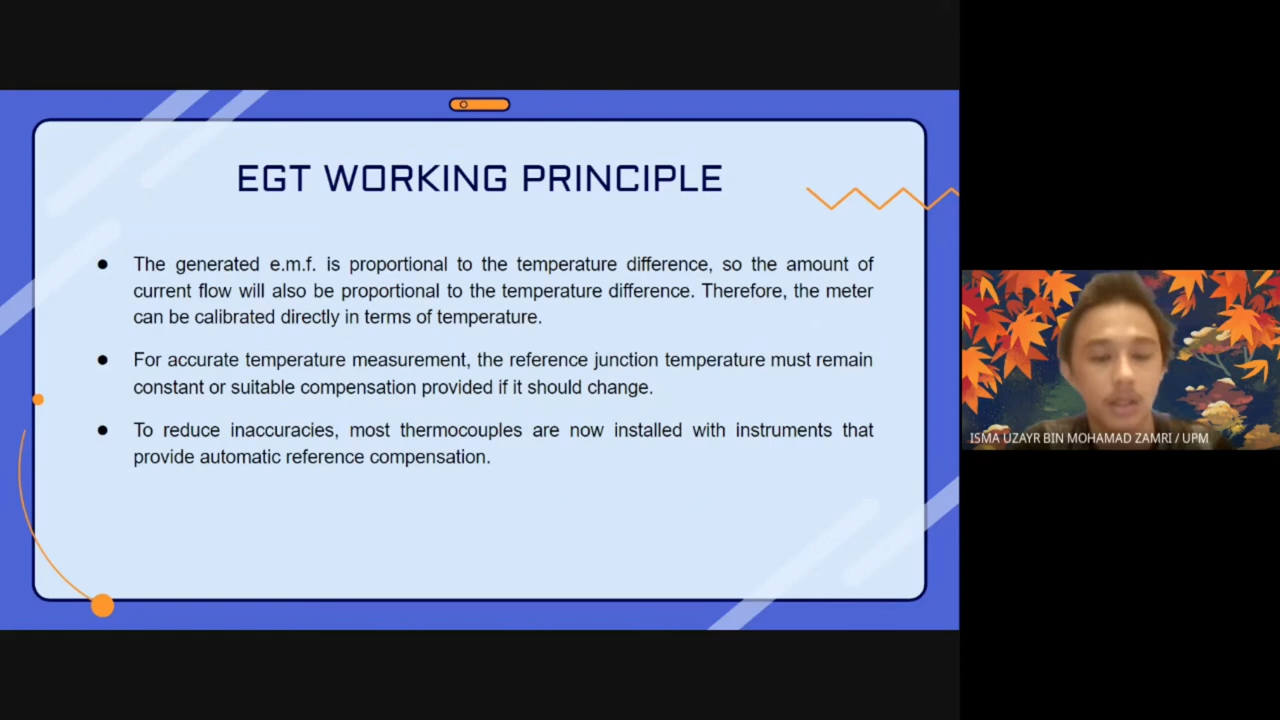 EGT WORKING PRINCIPLE
● The generated e.m.f. is proportional to the temperature difference, so the amount of
current flow will also be proportional to the temperature difference. Therefore, the meter
can be calibrated directly in terms of temperature.
● For accurate temperature measurement, the reference junction temperature must remain
constant or suitable compensation provided if it should change.
● To reduce inaccuracies, most thermocouples are now installed with instruments that
provide automatic reference compensation.
ISMA UZAYR BIN MOHAMAD ZAMRI / UPM